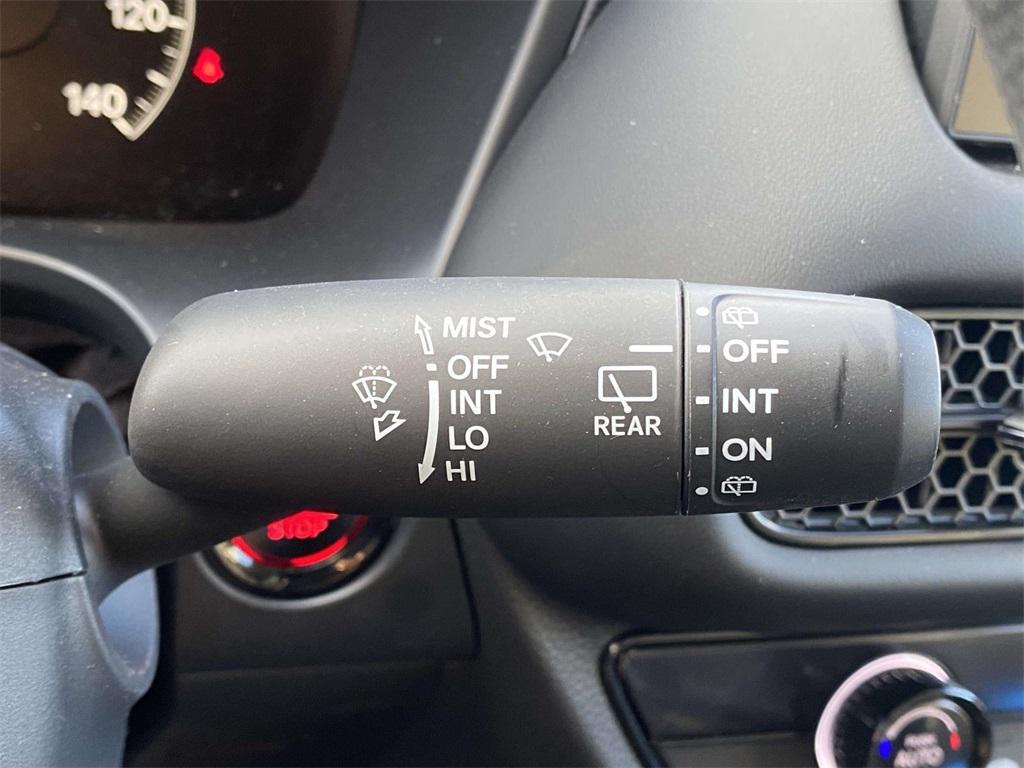 120
140
MIST
OFF
INT
LO
HI
REAR
OFF
INT
ON
STOP
AUTO